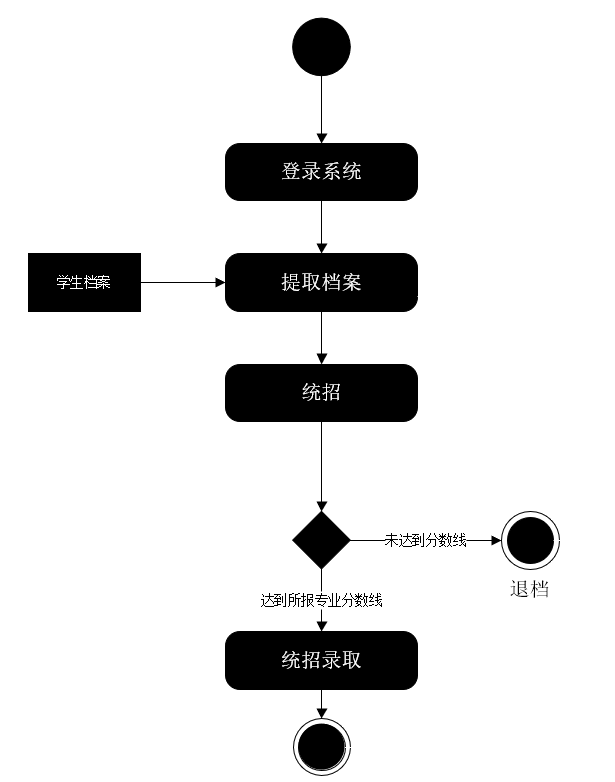 登录系统
学生档案
提取档案
统招
未达到分数线
退档
达到所报专业分数线
统招录取